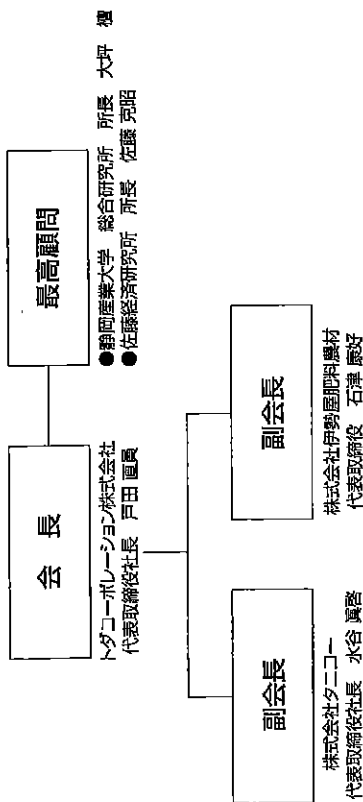 会　長
トダコーポレーション株式会社
代表取締役社長　戸田 直員
最高顧問
●静岡産業大学　総合研究所　所長　大坪　檀
●佐藤経済研究所　所長　佐藤 克昭
副会長
株式会社タニコー
代表取締役社長　水谷 眞啓
副会長
株式会社伊勢屋肥料農材
代表取締役　石津 康好